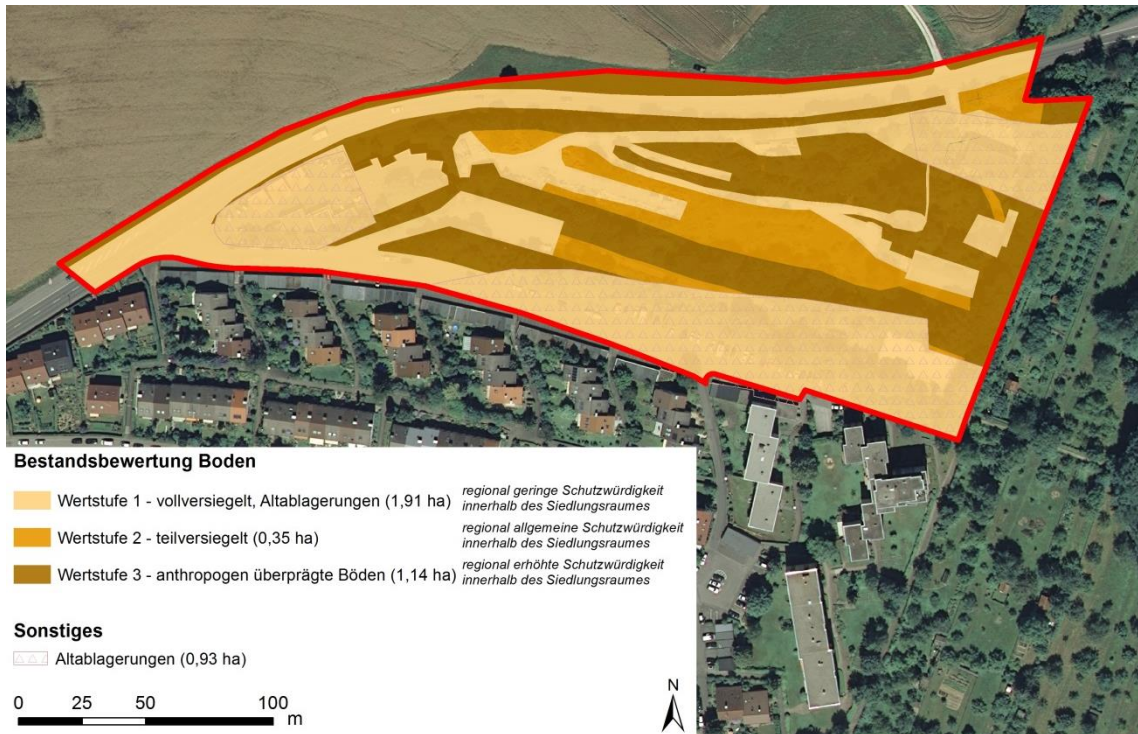 Bestandsbewertung Boden
Wertstufe 1 - vollversiegelt, Altablagerungen (1,91 ha)
regional geringe Schutzwürdigkeit
innerhalb des Siedlungsraumes
Wertstufe 2 - teilversiegelt (0,35 ha)
regional allgemeine Schutzwürdigkeit
innerhalb des Siedlungsraumes
Wertstufe 3 - anthropogen überprägte Böden (1,14 ha)
regional erhöhte Schutzwürdigkeit
innerhalb des Siedlungsraumes
Sonstiges
Altablagerungen (0,93 ha)
0 25 50 100
m
N